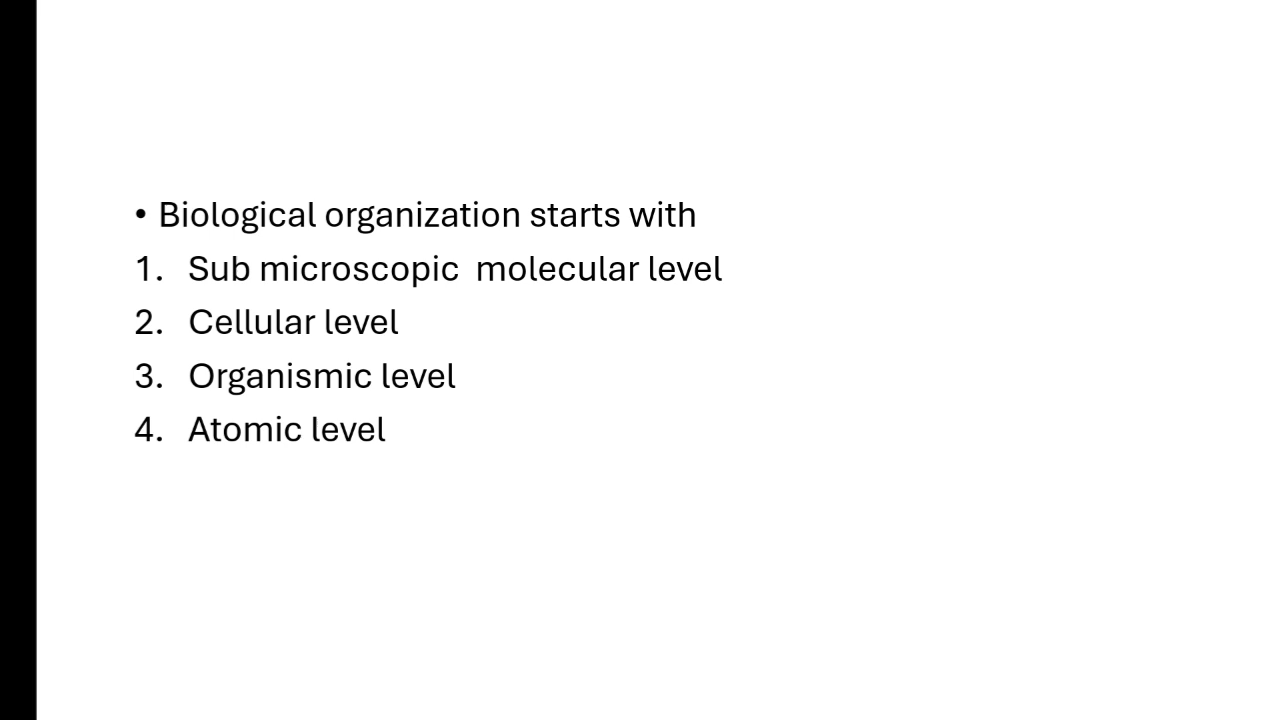 • Biological organization starts with
1. Sub microscopic  molecular level
2. Cellular level
3. Organismic level
4. Atomic level